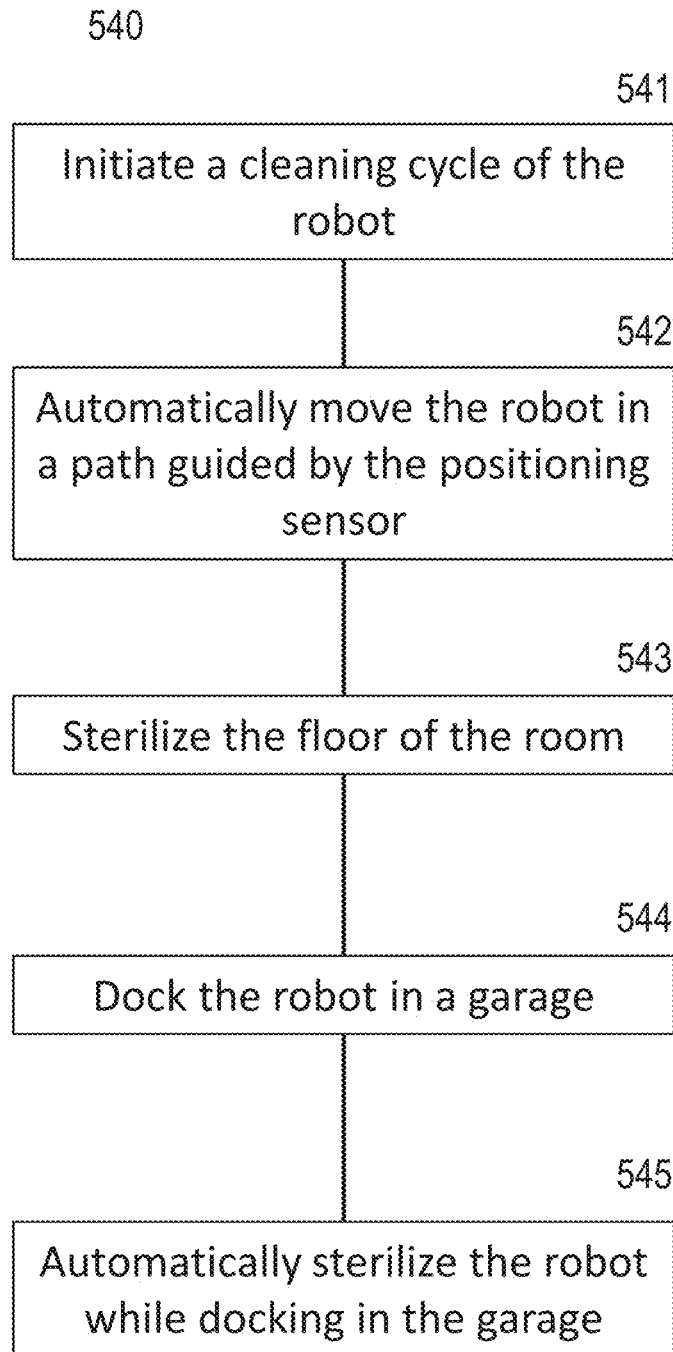 540
541
Initiate a cleaning cycle of the
robot
542
Automatically move the robot in
a path guided by the positioning
sensor
543
Sterilize the floor of the room
544
Dock the robot in a garage
545
Automatically sterilize the robot
while docking in the garage